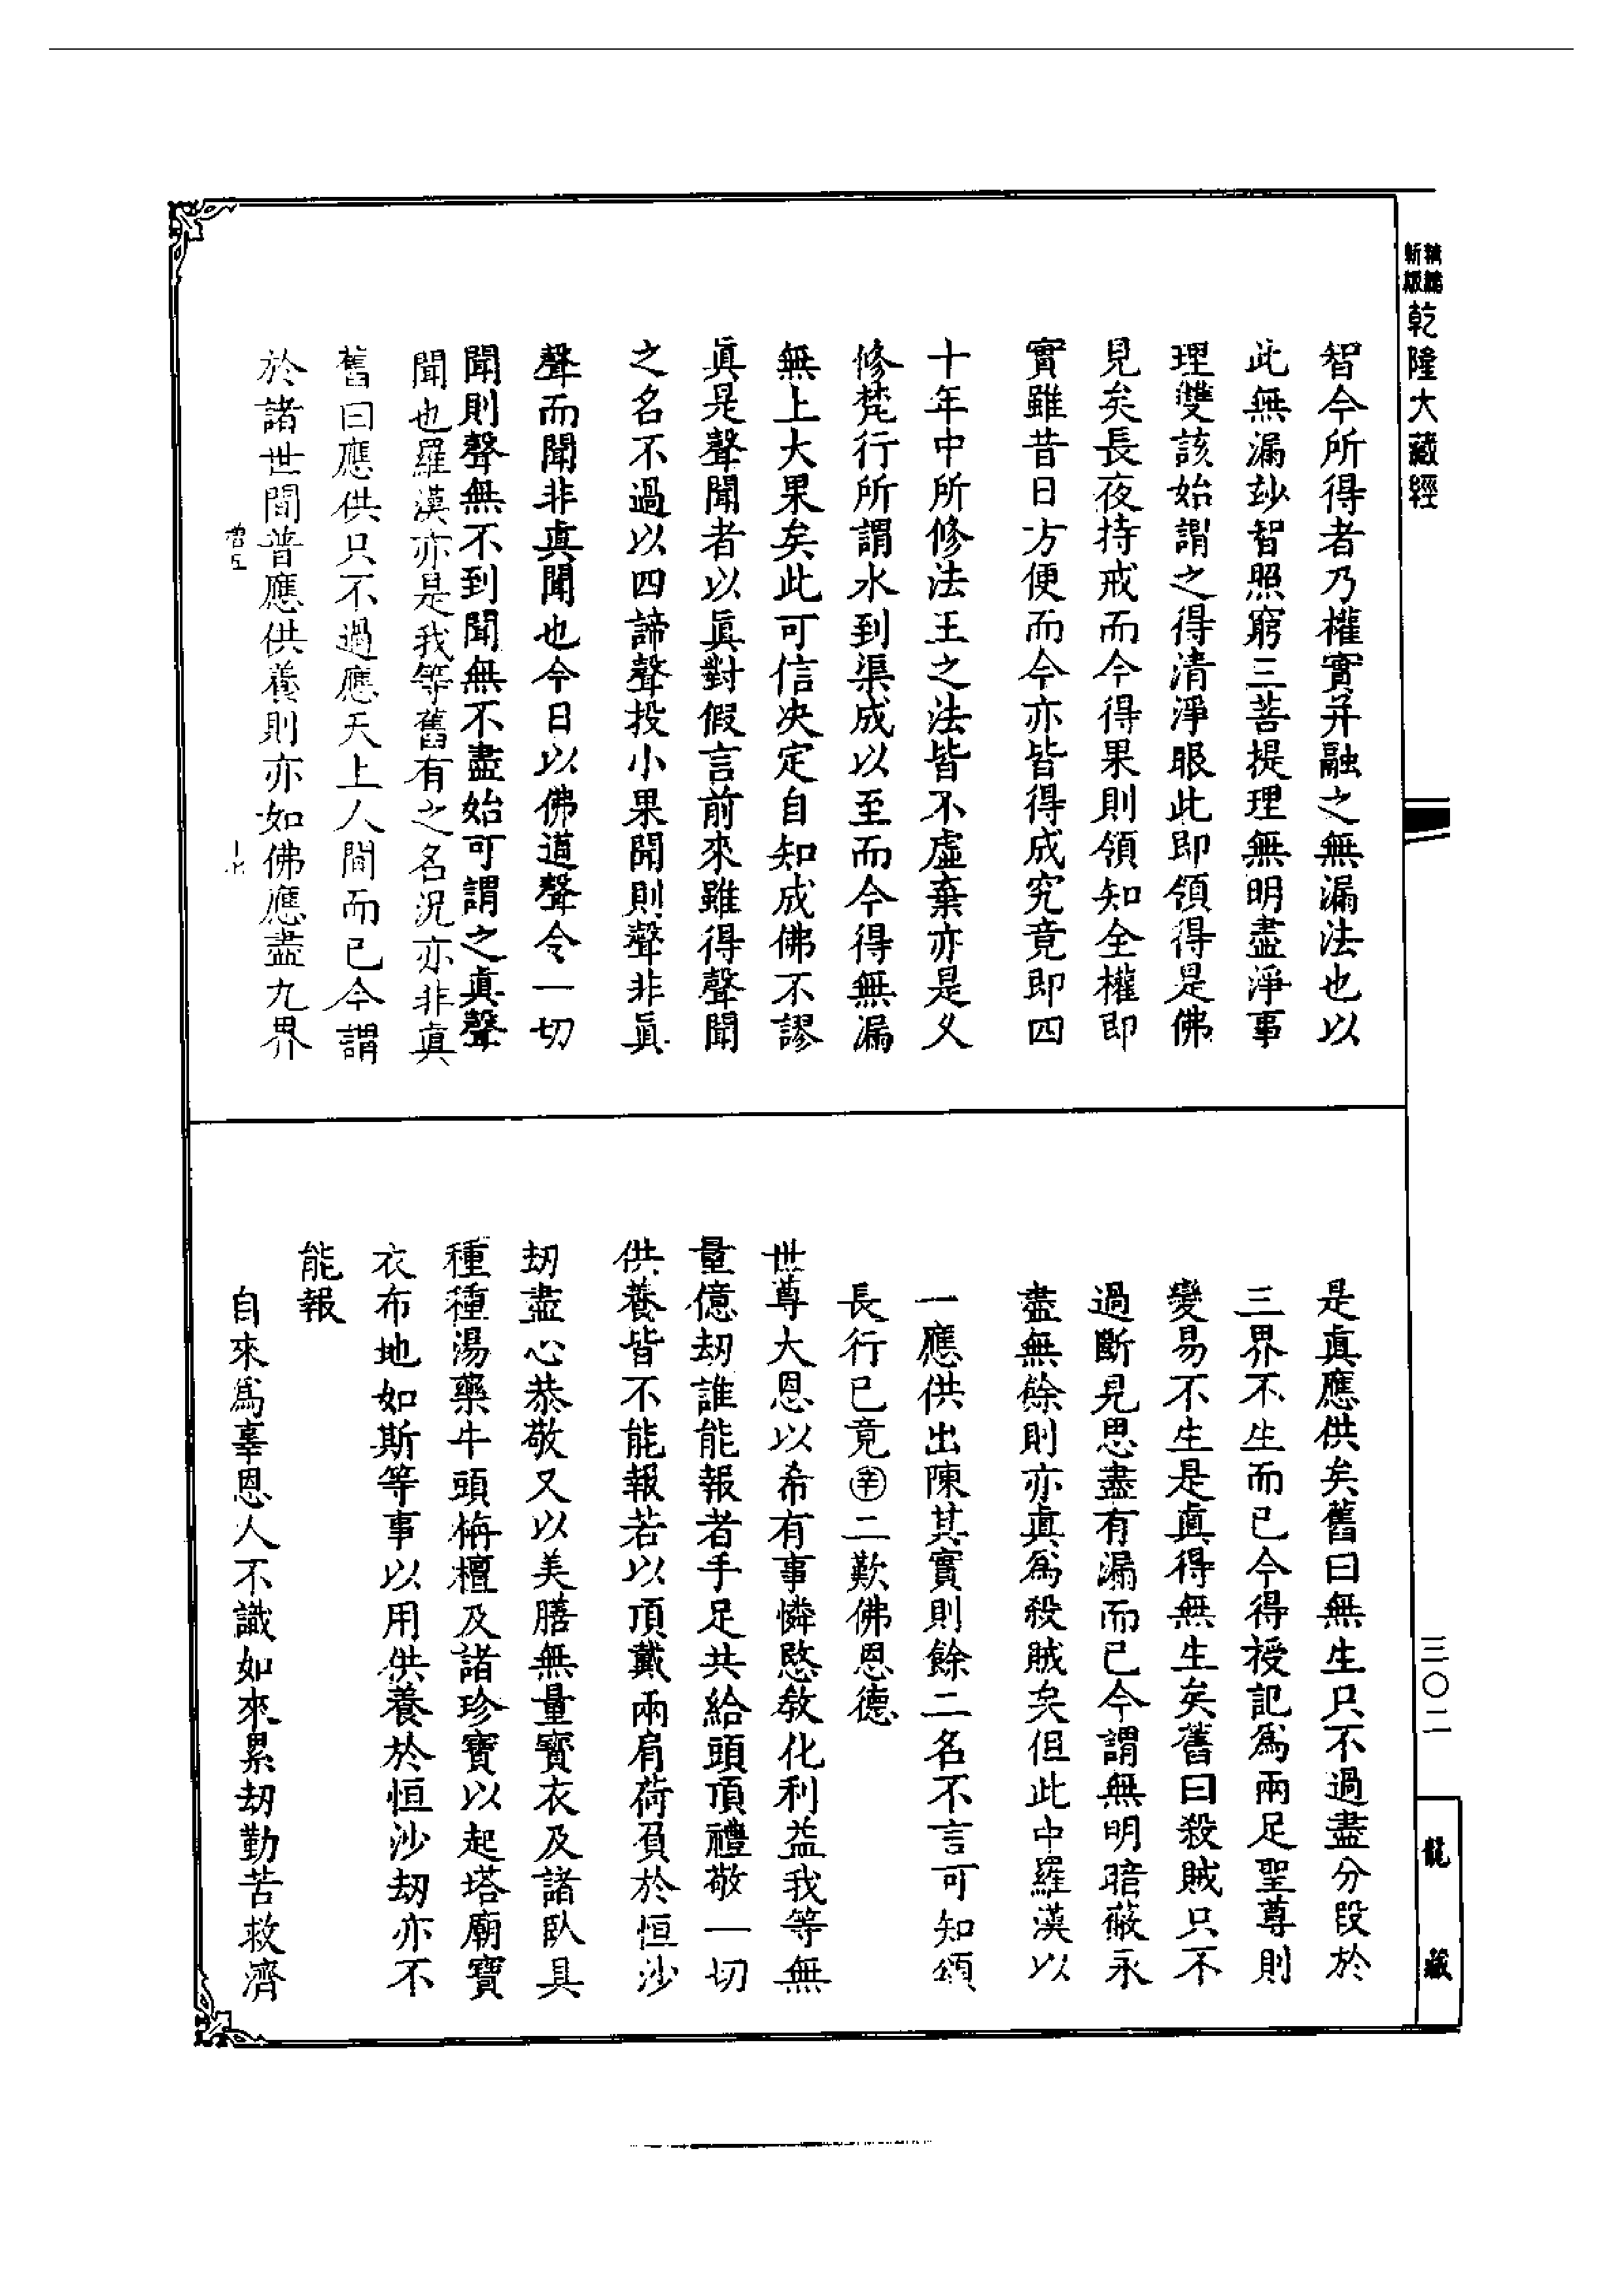 精編新版
乾隆大藏經
智今所得者乃權實并融之無漏法也以
此無漏玅智照窮三菩提理無明盡淨事
理雙該始謂之得清淨眼此即領得是佛
見矣長夜持戒而今得果則領知全權即
實雖昔日方便而今亦皆得成究竟即四
十年中所修法王之法皆不虛棄亦是乂
修梵行所謂水到渠成以至而今得無漏
無上大果矣此可信決定自知成佛不謬
眞是聲聞者以眞對假言前來雖得聲聞
之名不過以四諦聲投小果聞則聲非眞
聲而聞非眞聞也今日以佛道聲令一切
聞則聲無不到聞無不盡始可謂之眞聲
聞也羅漢亦是我等舊有之名況亦非眞
舊曰應供只不過應天上人間而已今謂
於諸世間普應供養則亦如佛應盡九界
是眞應供矣舊曰無生只不過盡分段於
三界不生而已今得授記爲兩足聖尊則
變易不生是眞得無生矣舊曰殺賊只不
過斷見思盡有漏而已今謂無明暗蔽永
盡無餘則亦眞爲殺賊矣但此中羅漢以
一應供出陳其實則餘二名不言可知頌
長行已竟㊛二歎佛恩德
世尊大恩以希有事憐愍教化利益我等無
量億劫誰能報者手足共給頭頂禮敬一切
供養皆不能報若以頂戴兩肩荷負於恒沙
劫盡心恭敬又以美膳無量寶衣及諸臥具
種種湯藥牛頭栴檀及諸珍寶以起塔廟寶
衣布地如斯等事以用供養於恒沙劫亦不
能報
自來爲辜恩人不識如來累劫勤苦救濟
三〇二
龍藏